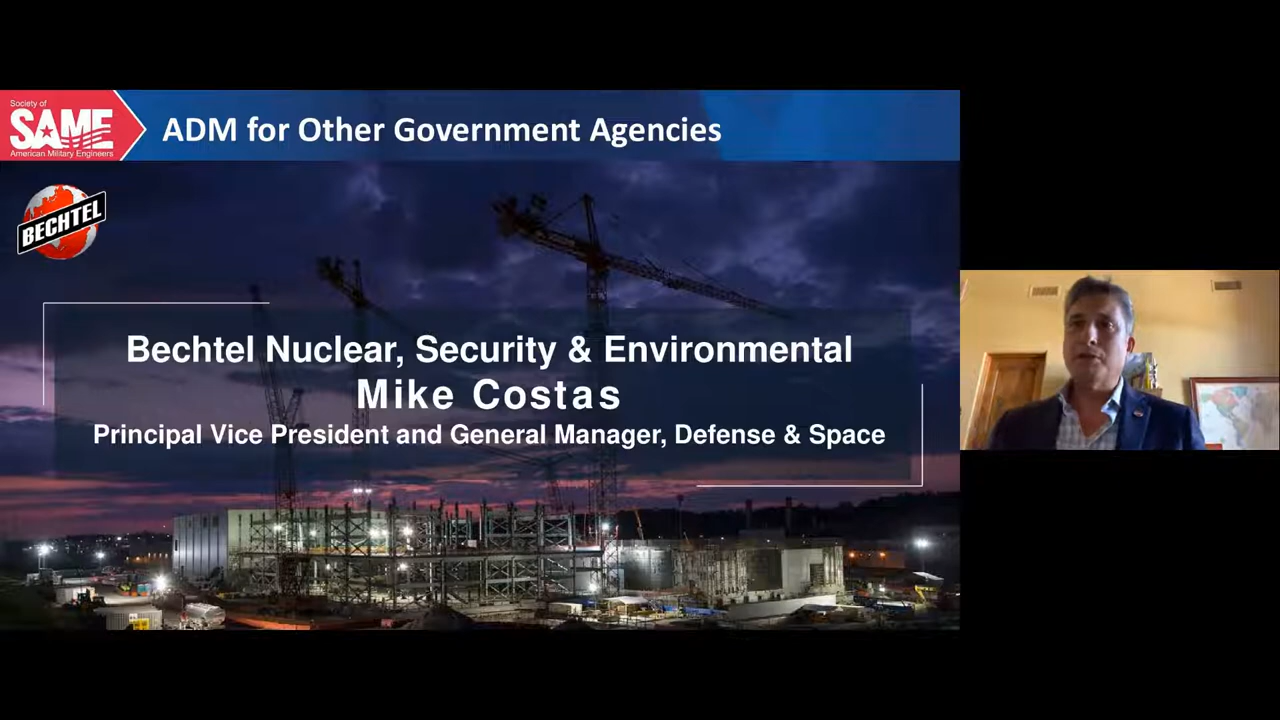 Society of
SAME
American Military Engineers
ADM for Other Government Agencies
BECHTEL
Bechtel Nuclear, Security & Environmental
Mike Costas
Principal Vice President and General Manager, Defense & Space